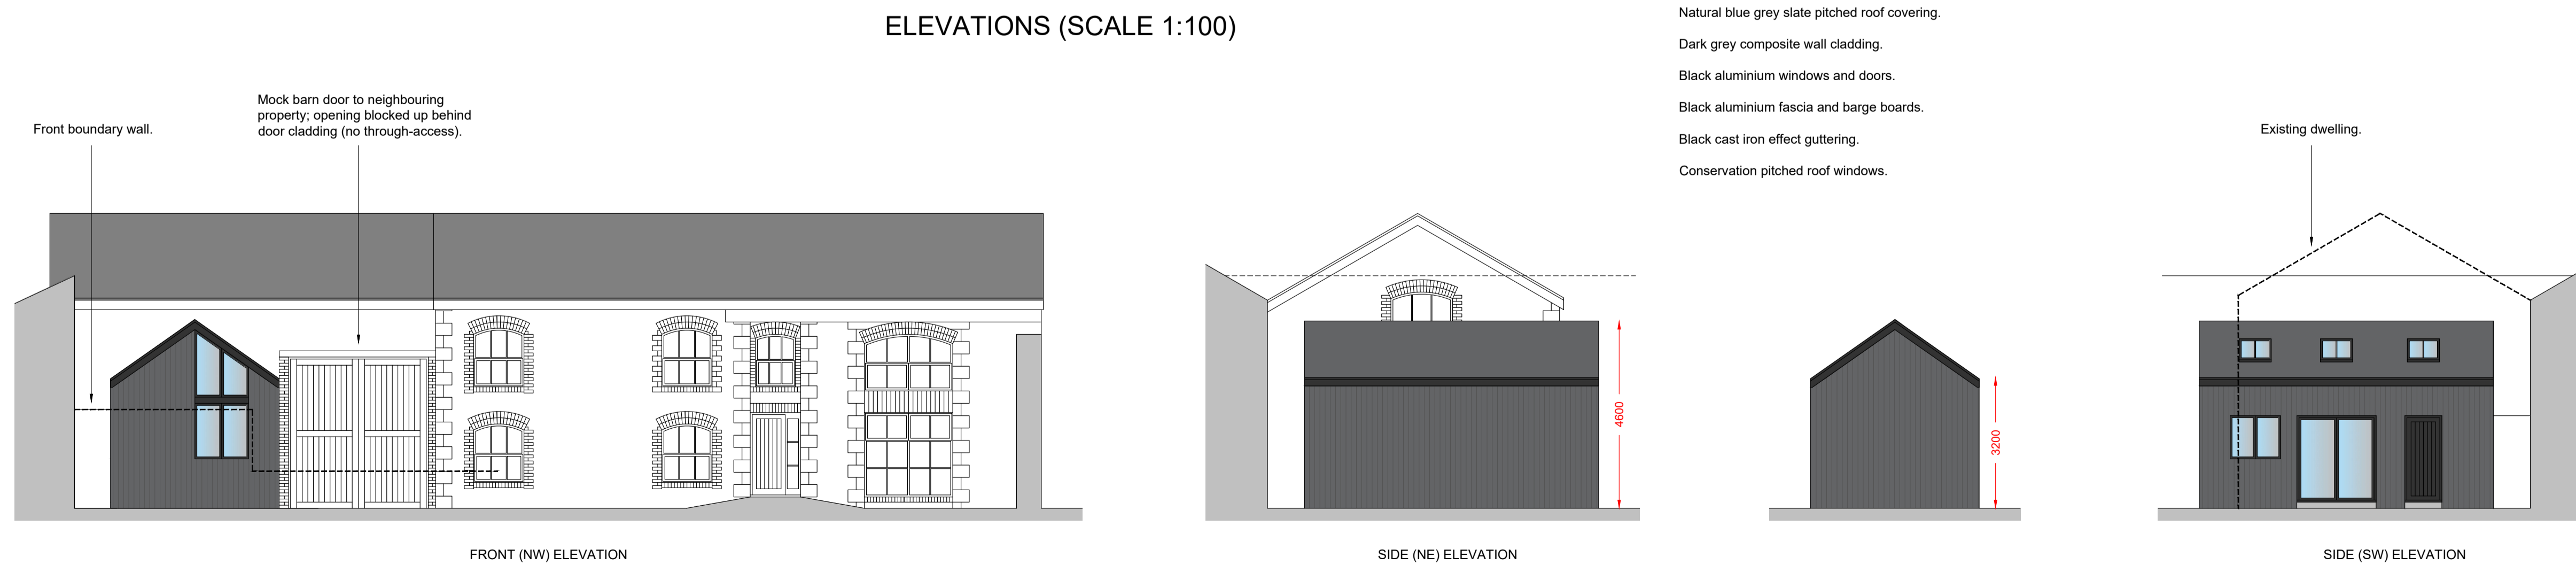 ELEVATIONS (SCALE 1:100)
Natural blue grey slate pitched roof covering.
Dark grey composite wall cladding.
Black aluminium windows and doors.
Black aluminium fascia and barge boards.
Black cast iron effect guttering.
Conservation pitched roof windows.
Front boundary wall.
Mock barn door to neighbouring
property; opening blocked up behind
door cladding (no through-access).
Existing dwelling.
4600
3200
FRONT (NW) ELEVATION
SIDE (NE) ELEVATION
SIDE (SW) ELEVATION